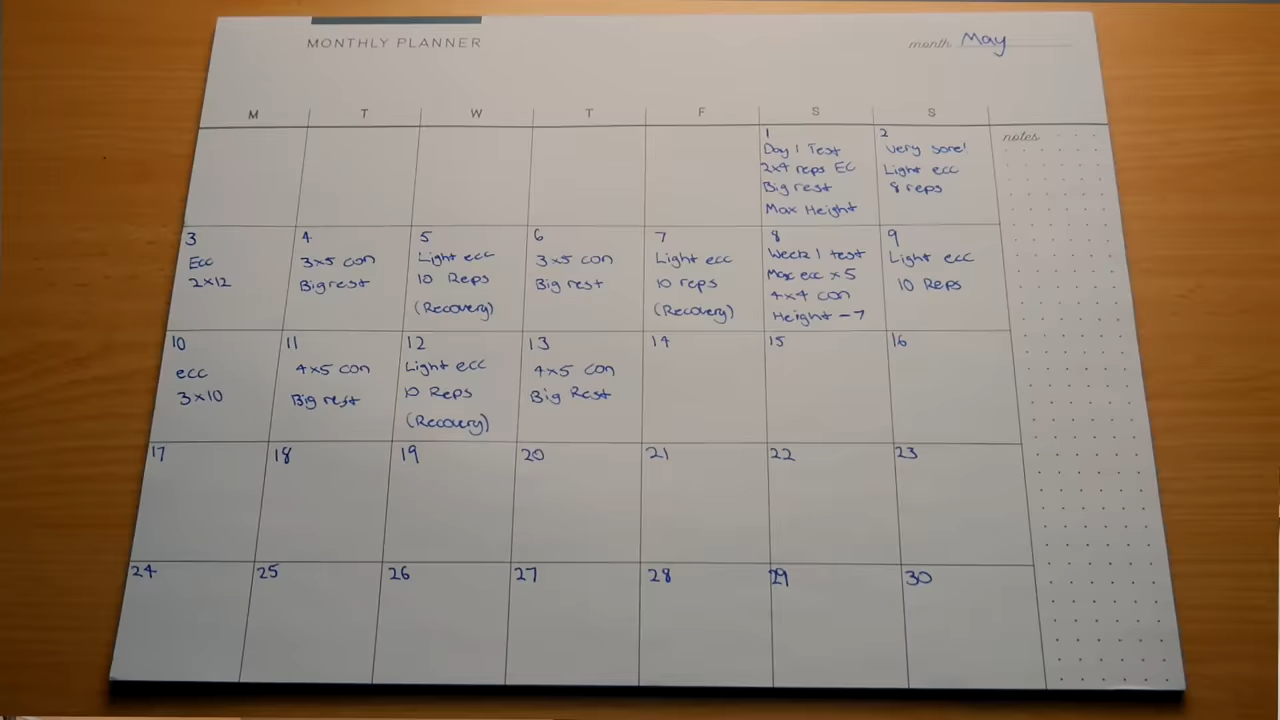 MONTHLY PLANNER
month May
M T W T F S S
notes
1
Day 1 Test
2x4 reps EC
Big rest
Max Height
2
very sore!
Light ecc
8 reps
3
Ecc
2x12
4
3x5 con
Big rest
5
Light ecc
10 Reps
(Recovery)
6
3x5 con
Big rest
7
Light ecc
10 reps
(Recovery)
8
Week 1 test
Max ecc x 5
4x4 con
Height - 7
9
Light ecc
10 Reps
10
ecc
3x10
11
4x5 con
Big rest
12
Light ecc
10 Reps
(Recovery)
13
4x5 con
Big Rest
14
15
16
17
18
19
20
21
22
23
24
25
26
27
28
29
30